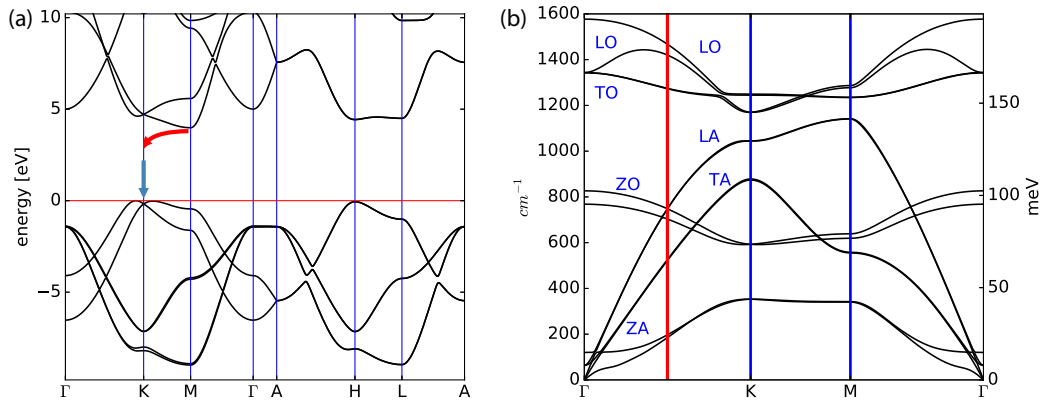 (a)
energy [eV]
10
5
0
−5
Γ K M Γ A H L A
(b)
cm⁻¹
1600
1400
1200
1000
800
600
400
200
0
LO LO
TO
LA
TA
ZO
ZA
150
100
50
0
meV
Γ K M Γ